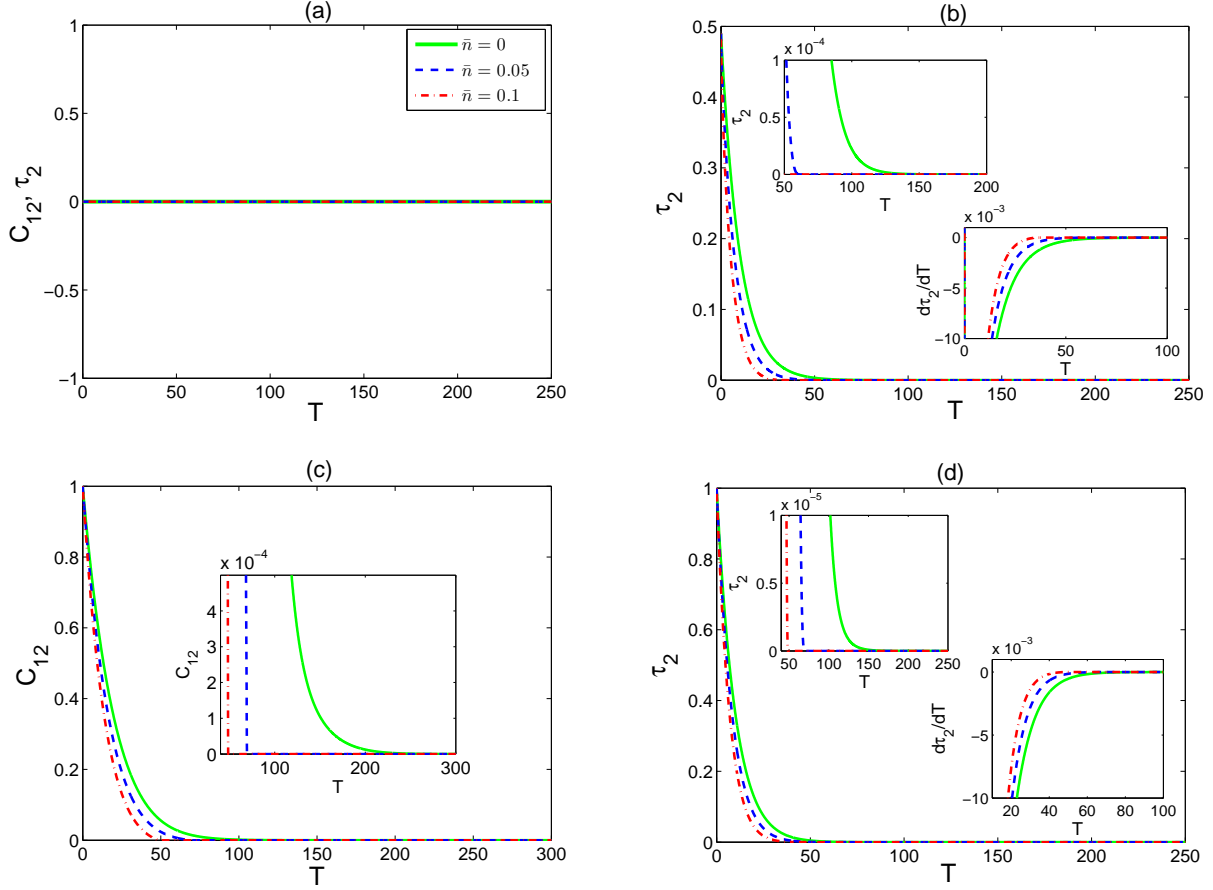 (a)
1
0.5
0
−0.5
−1
C12, τ2
0 50 100 150 200 250
T
n̄ = 0
n̄ = 0.05
n̄ = 0.1
(b)
0.5
0.4
0.3
0.2
0.1
0
τ2
0 50 100 150 200 250
T
x 10−4
1
0.5
0
τ2
50 100 150 200
T
x 10−3
0
−5
−10
dτ2/dT
0 50 100
T
(c)
1
0.8
0.6
0.4
0.2
0
C12
0 50 100 150 200 250 300
T
x 10−4
4
3
2
1
0
C12
100 200 300
T
(d)
1
0.8
0.6
0.4
0.2
0
τ2
0 50 100 150 200 250
T
x 10−5
1
0.5
0
τ2
50 100 150 200 250
T
x 10−3
0
−5
−10
dτ2/dT
20 40 60 80 100
T